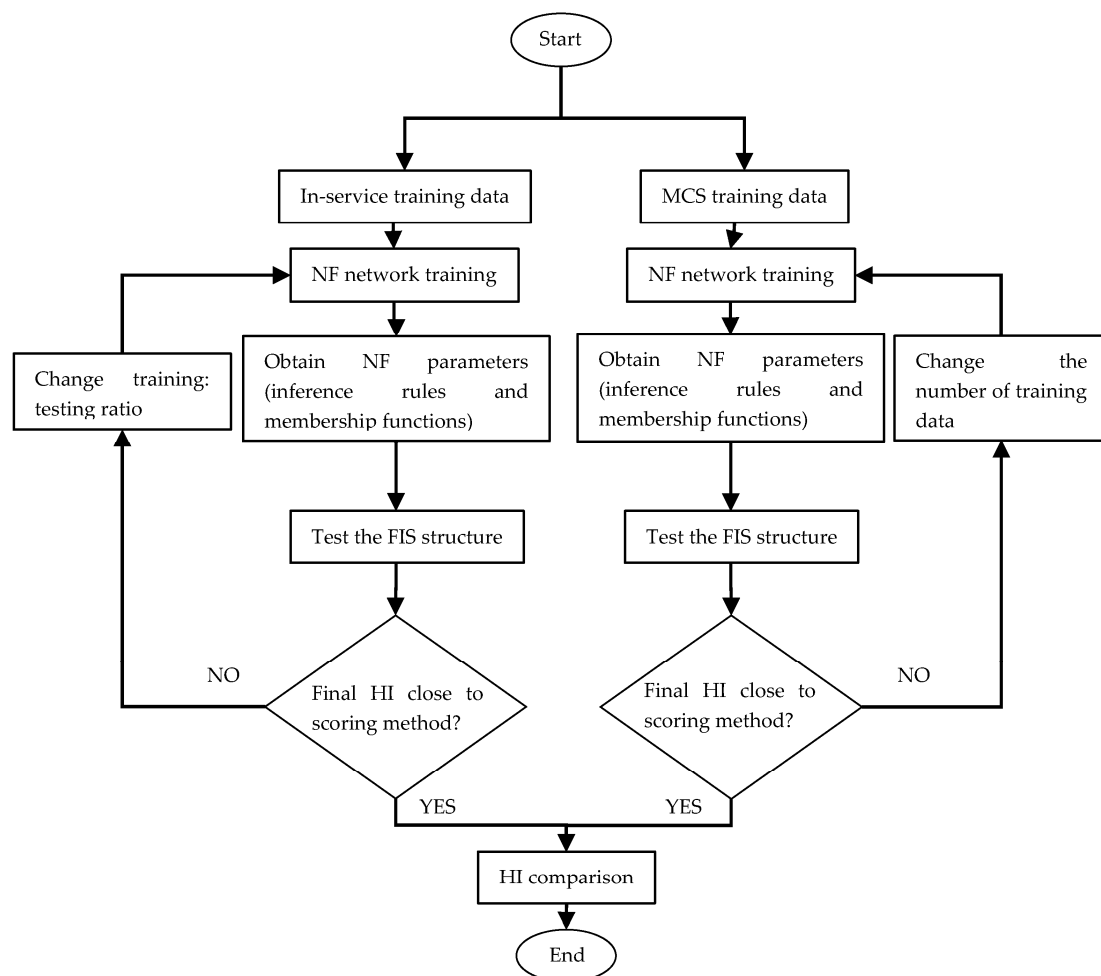 Start
In-service training data
MCS training data
NF network training
NF network training
Change training:
testing ratio
Obtain NF parameters
(inference rules and
membership functions)
Obtain NF parameters
(inference rules and
membership functions)
Change the
number of training
data
Test the FIS structure
Test the FIS structure
NO
Final HI close to
scoring method?
Final HI close to
scoring method?
NO
YES
YES
HI comparison
End